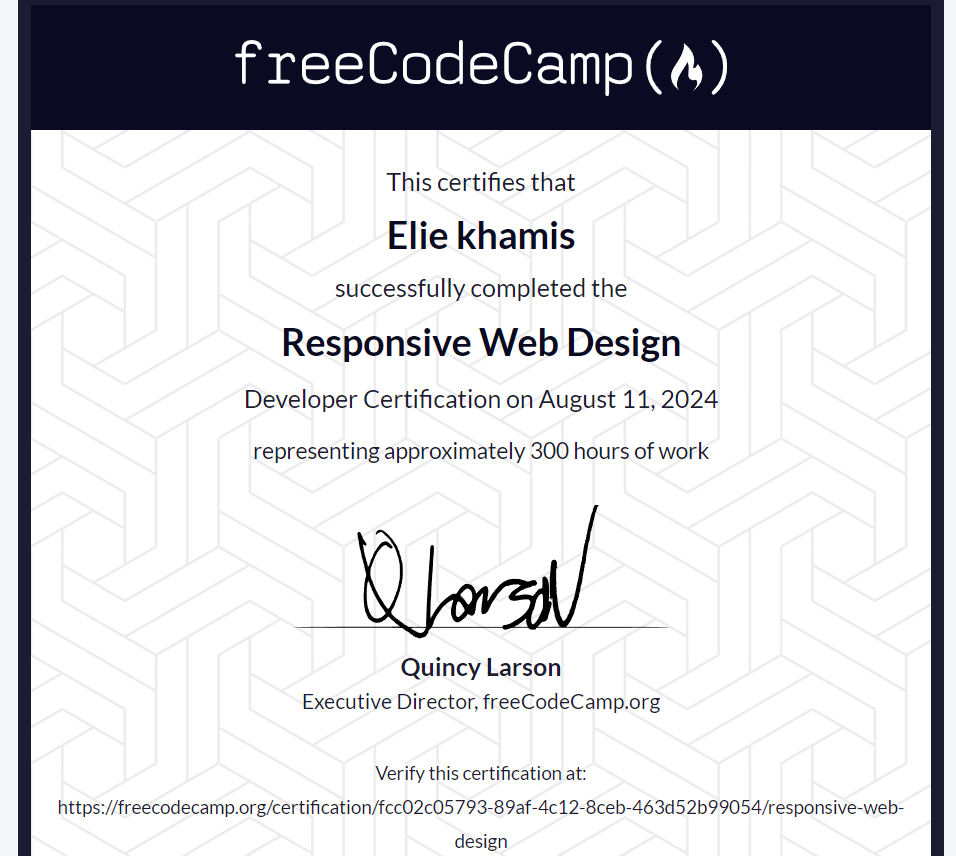 freeCodeCamp
This certifies that
Elie khamis
successfully completed the
Responsive Web Design
Developer Certification on August 11, 2024
representing approximately 300 hours of work
Q Larson
Quincy Larson
Executive Director, freeCodeCamp.org
Verify this certification at:
https://freecodecamp.org/certification/fcc02c05793-89af-4c12-8ceb-463d52b99054/responsive-web-
design